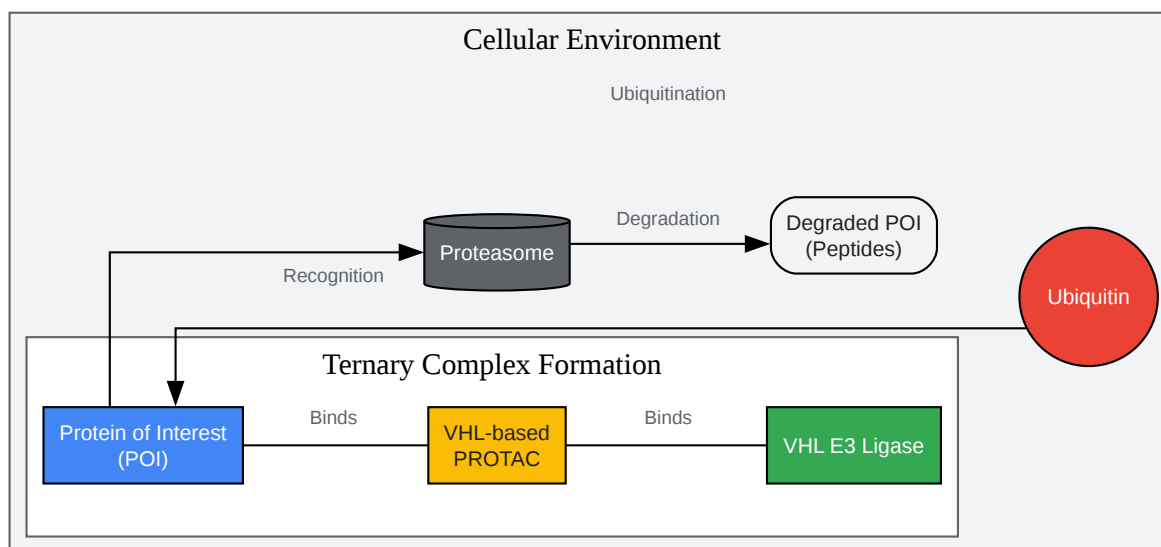 Cellular Environment
Ubiquitination
Degradation
Degraded POI
(Peptides)
Proteasome
Recognition
Ubiquitin
Ternary Complex Formation
Protein of Interest
(POI)
Binds
VHL-based
PROTAC
Binds
VHL E3 Ligase